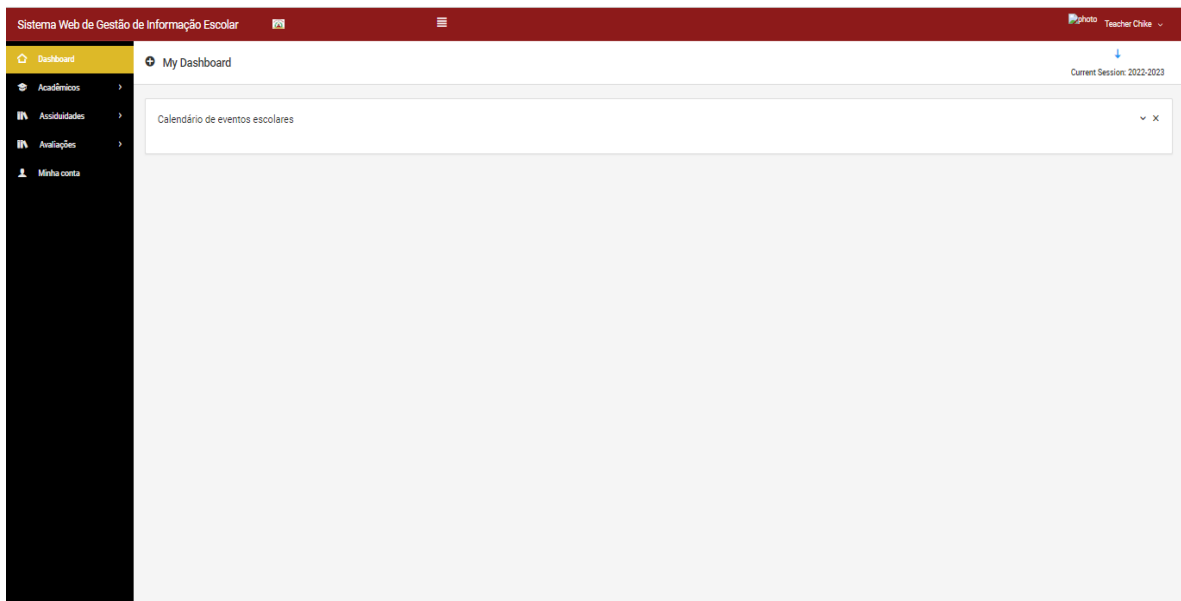 Sistema Web de Gestão de Informação Escolar
photo
Teacher Chike
Dashboard
Acadêmicos
Assiduidades
Avaliações
Minha conta
My Dashboard
Current Session: 2022-2023
Calendário de eventos escolares